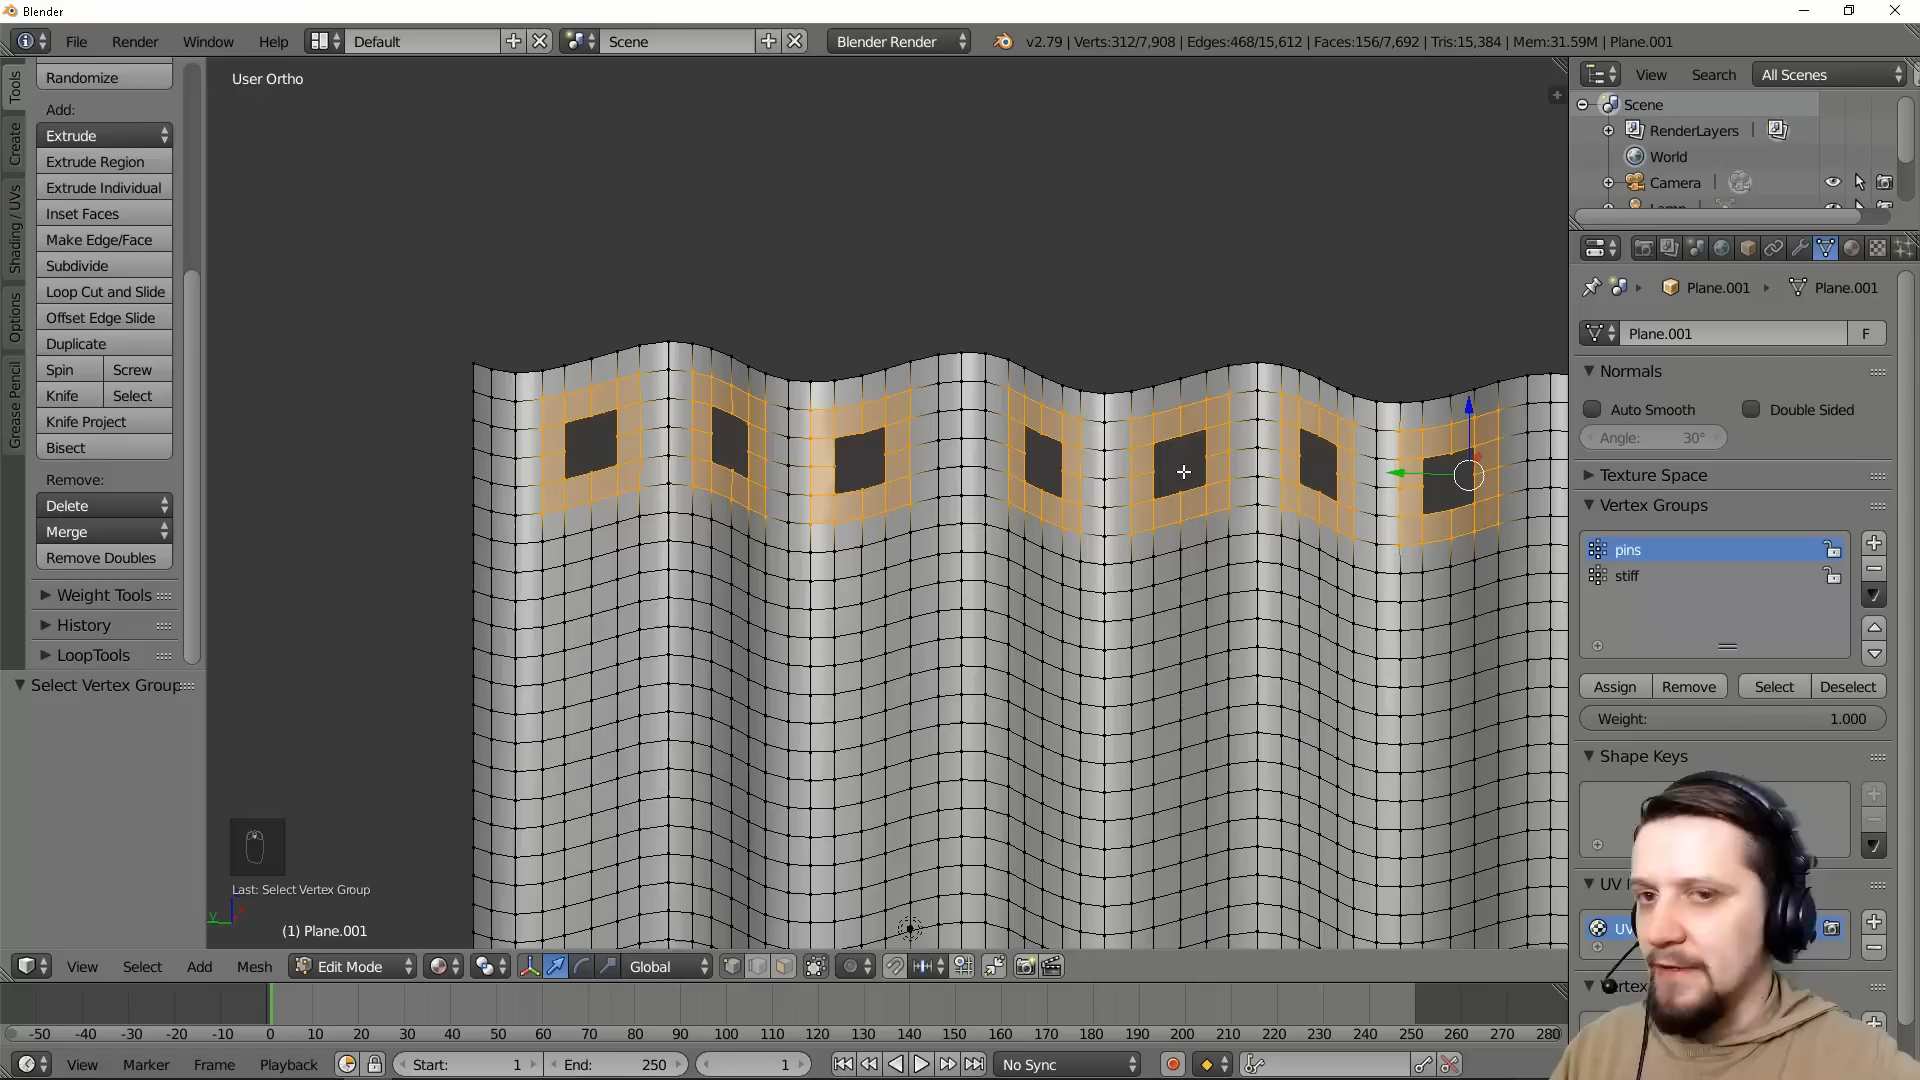 Blender
File Render Window Help Default Scene Blender Render v2.79 | Verts:312/7,908 | Edges:468/15,612 | Faces:156/7,692 | Tris:15,384 | Mem:31.59M | Plane.001
Tools
Create
Shading / UVs
Options
Grease Pencil
Randomize
Add:
Extrude
Extrude Region
Extrude Individual
Inset Faces
Make Edge/Face
Subdivide
Loop Cut and Slide
Offset Edge Slide
Duplicate
Spin Screw
Knife Select
Knife Project
Bisect
Remove:
Delete
Merge
Remove Doubles
Weight Tools
History
LoopTools
Select Vertex Group
User Ortho
Last: Select Vertex Group
(1) Plane.001
View Search All Scenes
Scene
RenderLayers |
World
Camera |
Lamp
Plane.001 Plane.001
Plane.001 F
Normals
Auto Smooth Double Sided
Angle: 30°
Texture Space
Vertex Groups
pins
stiff
Assign Remove Select Deselect
Weight: 1.000
Shape Keys
UV
UV
Vertex
View Select Add Mesh Edit Mode Global
-50 -40 -30 -20 -10 0 10 20 30 40 50 60 70 80 90 100 110 120 130 140 150 160 170 180 190 200 210 220 230 240 250 260 270 280
View Marker Frame Playback Start: 1 End: 250 1 No Sync